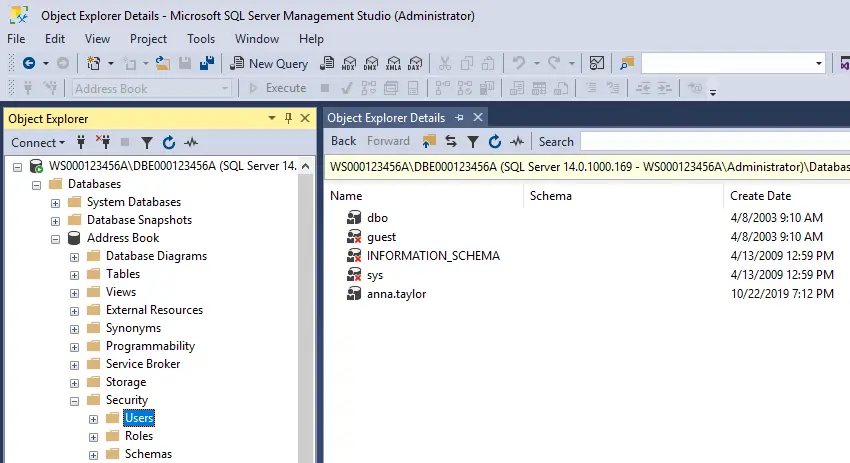 Object Explorer Details - Microsoft SQL Server Management Studio (Administrator)
File Edit View Project Tools Window Help
New Query MDX DMX XMLA DAX
Address Book Execute
Object Explorer
Connect
WS000123456A\DBE000123456A (SQL Server 14.
Databases
System Databases
Database Snapshots
Address Book
Database Diagrams
Tables
Views
External Resources
Synonyms
Programmability
Service Broker
Storage
Security
Users
Roles
Schemas
Object Explorer Details
Back Forward Search
WS000123456A\DBE000123456A (SQL Server 14.0.1000.169 - WS000123456A\Administrator)\Databa
Name Schema Create Date
dbo 4/8/2003 9:10 AM
guest 4/8/2003 9:10 AM
INFORMATION_SCHEMA 4/13/2009 12:59 PM
sys 4/13/2009 12:59 PM
anna.taylor 10/22/2019 7:12 PM